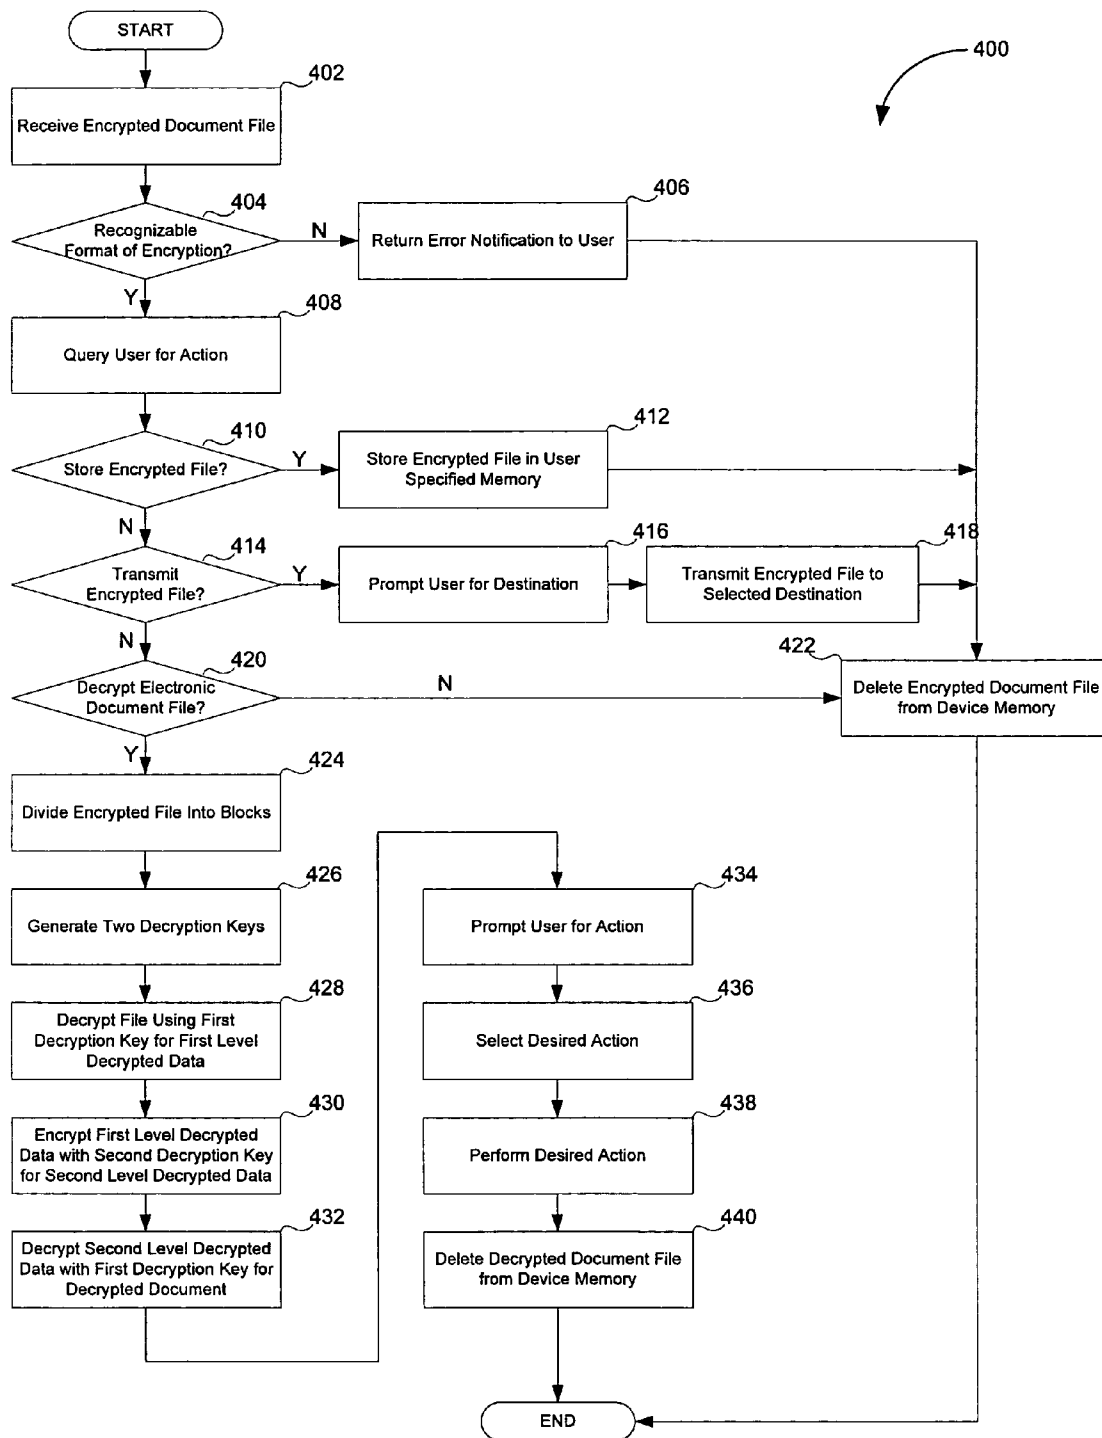 START
400
402
Receive Encrypted Document File
404
Recognizable
Format of Encryption?
N
406
Return Error Notification to User
Y
408
Query User for Action
410
Store Encrypted File?
Y
412
Store Encrypted File in User
Specified Memory
N
414
Transmit
Encrypted File?
Y
416
Prompt User for Destination
418
Transmit Encrypted File to
Selected Destination
N
420
Decrypt Electronic
Document File?
N
422
Delete Encrypted Document File
from Device Memory
Y
424
Divide Encrypted File Into Blocks
426
Generate Two Decryption Keys
428
Decrypt File Using First
Decryption Key for First Level
Decrypted Data
430
Encrypt First Level Decrypted
Data with Second Decryption Key
for Second Level Decrypted Data
432
Decrypt Second Level Decrypted
Data with First Decryption Key for
Decrypted Document
434
Prompt User for Action
436
Select Desired Action
438
Perform Desired Action
440
Delete Decrypted Document File
from Device Memory
END